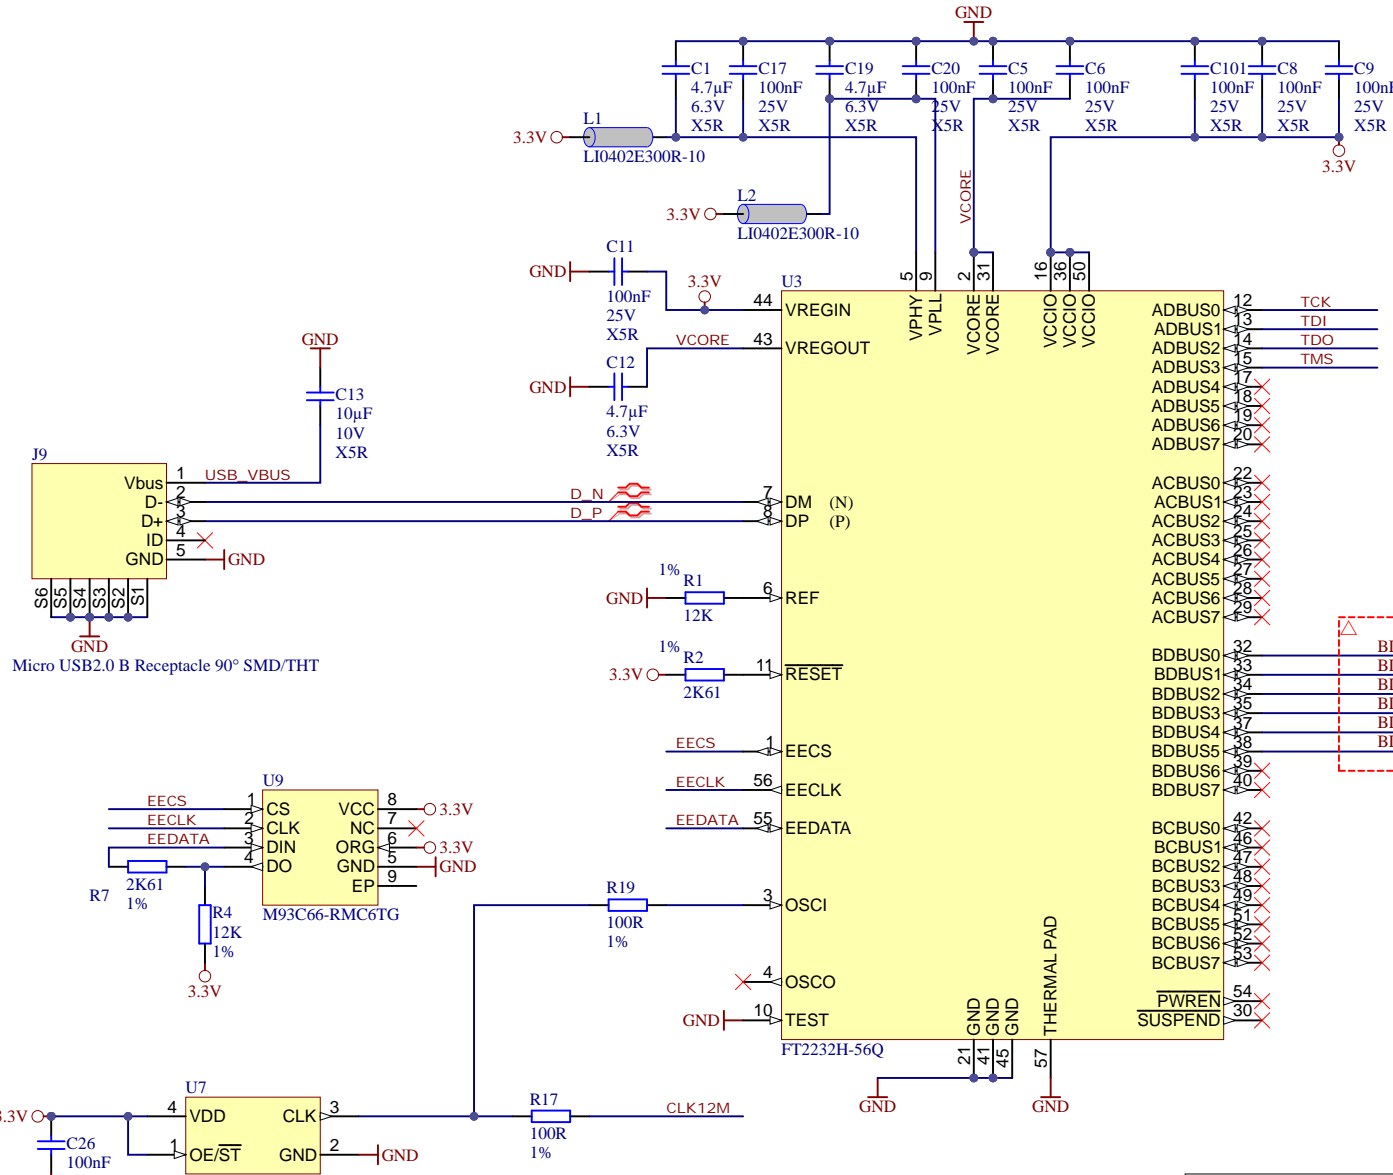 GND
C1
4.7µF
6.3V
X5R
C17
100nF
25V
X5R
C19
4.7µF
6.3V
X5R
C20
100nF
25V
X5R
C5
100nF
25V
X5R
C6
100nF
25V
X5R
C101
100nF
25V
X5R
C8
100nF
25V
X5R
C9
100nF
25V
X5R
3.3V
L1
LI0402E300R-10
3.3V
3.3V
L2
LI0402E300R-10
VCORE
GND
C11
100nF
25V
X5R
3.3V
VCORE
GND
C12
4.7µF
6.3V
X5R
GND
C13
10µF
10V
X5R
J9
Vbus 1 USB_VBUS
D- 2
D+ 3
ID 4
GND 5 GND
S6 S5 S4 S3 S2 S1
GND
Micro USB2.0 B Receptacle 90° SMD/THT
D_N
D_P
U3
5 VPHY
9 VPLL
2 VCORE
31 VCORE
16 VCCIO
36 VCCIO
50 VCCIO
44 VREGIN
43 VREGOUT
7 DM (N)
8 DP (P)
1%
R1
GND
12K
6 REF
1%
R2
3.3V
2K61
11 RESET
EECS 1 EECS
EECLK 56 EECLK
EEDATA 55 EEDATA
R19
100R
1%
3 OSCI
4 OSCO
GND 10 TEST
ADBUS0 12 TCK
ADBUS1 13 TDI
ADBUS2 14 TDO
ADBUS3 15 TMS
ADBUS4 17
ADBUS5 18
ADBUS6 19
ADBUS7 20
ACBUS0 22
ACBUS1 23
ACBUS2 24
ACBUS3 25
ACBUS4 26
ACBUS5 27
ACBUS6 28
ACBUS7 29
BDBUS0 32
BDBUS1 33
BDBUS2 34
BDBUS3 35
BDBUS4 37
BDBUS5 38
BDBUS6 39
BDBUS7 40
BCBUS0 42
BCBUS1 46
BCBUS2 47
BCBUS3 48
BCBUS4 49
BCBUS5 51
BCBUS6 52
BCBUS7 53
PWREN 54
SUSPEND 30
GND 21
GND 41
GND 45
THERMAL PAD 57
FT2232H-56Q
GND
GND
U9
EECS 1 CS
EECLK 2 CLK
EEDATA 3 DIN
4 DO
VCC 8 3.3V
NC 7
ORG 6 3.3V
GND 5 GND
EP 9
M93C66-RMC6TG
R7
2K61
1%
R4
12K
1%
3.3V
U7
4 VDD
1 OE/ST
CLK 3
GND 2 GND
3.3V
C26
100nF
R17
100R
1%
CLK12M